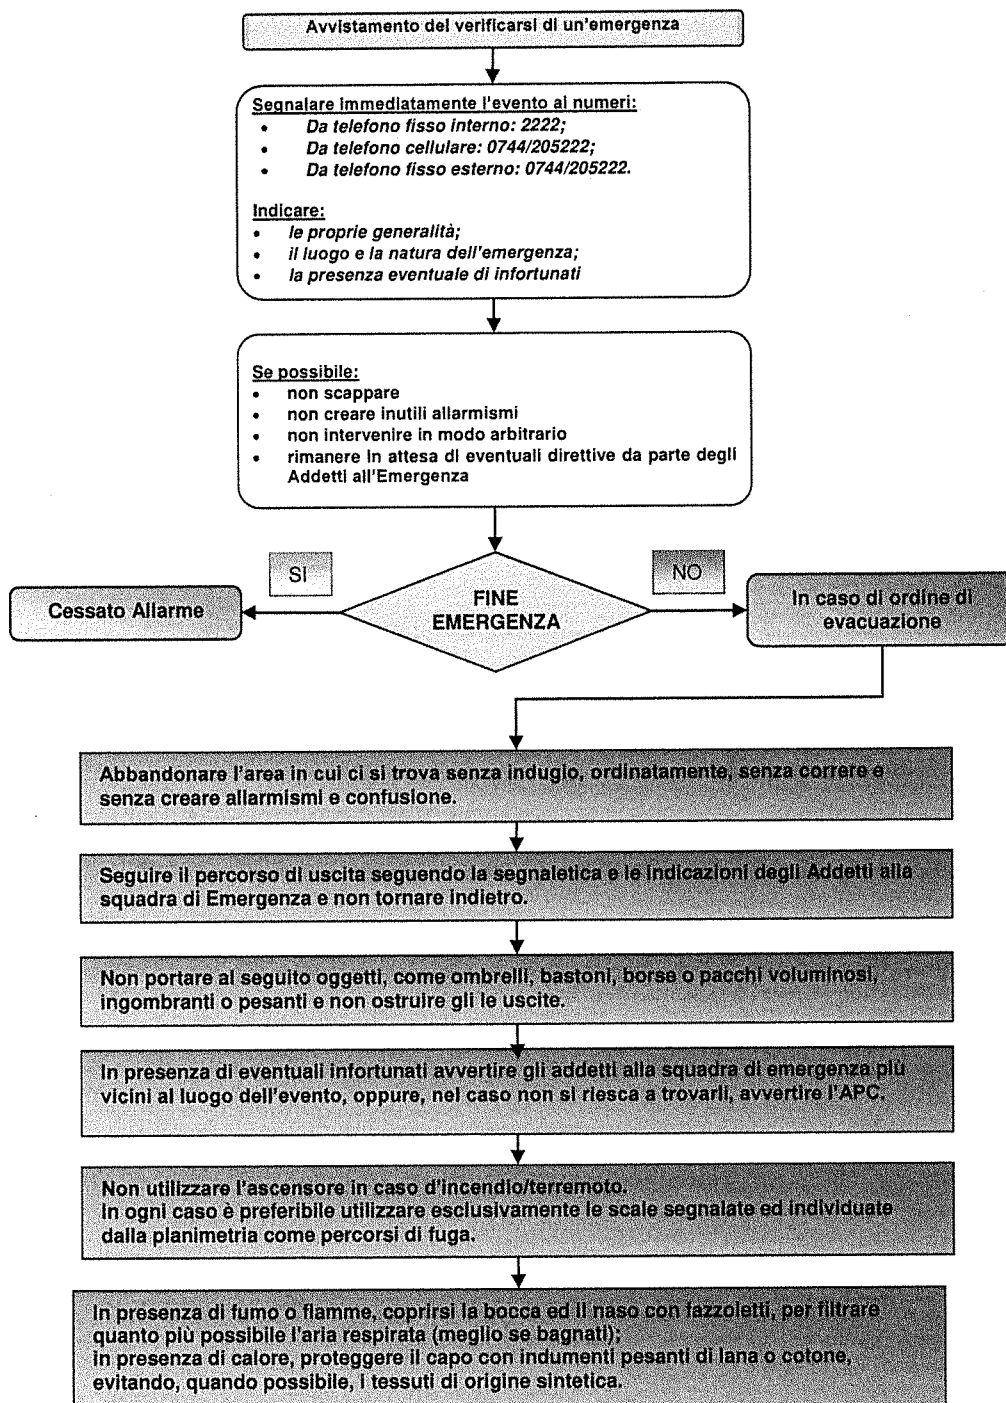 Avvistamento del verificarsi di un'emergenza
Segnalare immediatamente l'evento ai numeri:
• Da telefono fisso interno: 2222;
• Da telefono cellulare: 0744/205222;
• Da telefono fisso esterno: 0744/205222.
Indicare:
• le proprie generalità;
• il luogo e la natura dell'emergenza;
• la presenza eventuale di infortunati
Se possibile:
• non scappare
• non creare inutili allarmismi
• non intervenire in modo arbitrario
• rimanere in attesa di eventuali direttive da parte degli
Addetti all'Emergenza
SI
NO
Cessato Allarme
FINE
EMERGENZA
In caso di ordine di
evacuazione
Abbandonare l'area in cui ci si trova senza indugio, ordinatamente, senza correre e
senza creare allarmismi e confusione.
Seguire il percorso di uscita seguendo la segnaletica e le indicazioni degli Addetti alla
squadra di Emergenza e non tornare indietro.
Non portare al seguito oggetti, come ombrelli, bastoni, borse o pacchi voluminosi,
ingombranti o pesanti e non ostruire gli le uscite.
In presenza di eventuali infortunati avvertire gli addetti alla squadra di emergenza più
vicini al luogo dell'evento, oppure, nel caso non si riesca a trovarli, avvertire l'APC.
Non utilizzare l'ascensore in caso d'incendio/terremoto.
In ogni caso è preferibile utilizzare esclusivamente le scale segnalate ed individuate
dalla planimetria come percorsi di fuga.
In presenza di fumo o fiamme, coprirsi la bocca ed il naso con fazzoletti, per filtrare
quanto più possibile l'aria respirata (meglio se bagnati);
in presenza di calore, proteggere il capo con indumenti pesanti di lana o cotone,
evitando, quando possibile, i tessuti di origine sintetica.